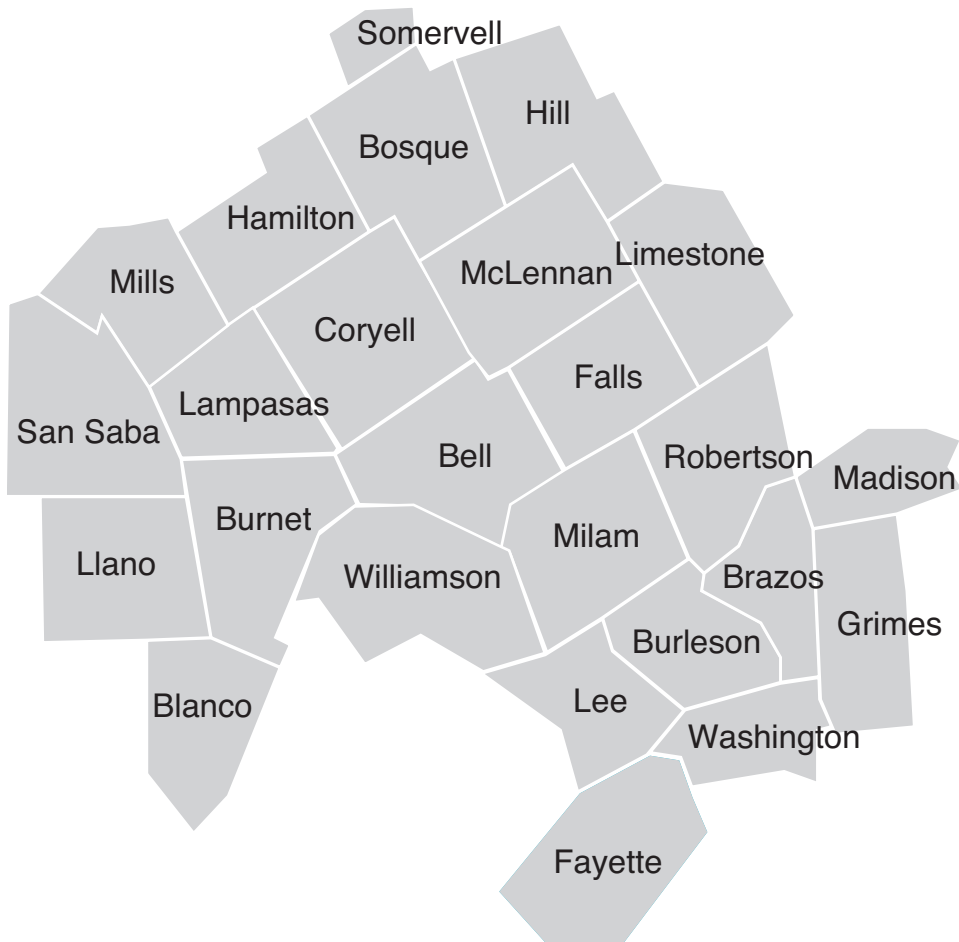 Somervell
Hill
Bosque
Hamilton
Limestone
McLennan
Mills
Coryell
Falls
Lampasas
San Saba
Bell
Robertson
Madison
Burnet
Milam
Llano
Williamson
Brazos
Grimes
Burleson
Lee
Blanco
Washington
Fayette